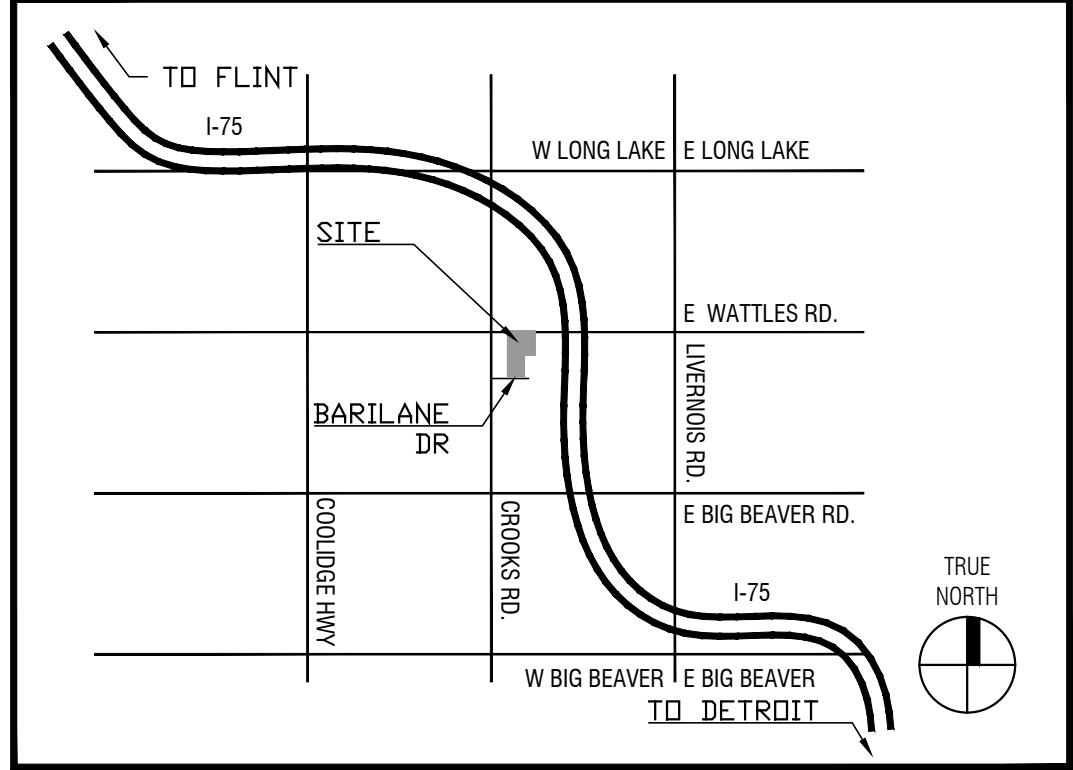 TO FLINT
I-75
W LONG LAKE
E LONG LAKE
SITE
E WATTLES RD.
LIVERNOIS RD.
BARILANE
DR
COOLIDGE HWY
CROOKS RD.
E BIG BEAVER RD.
TRUE
NORTH
I-75
W BIG BEAVER
E BIG BEAVER
TO DETROIT